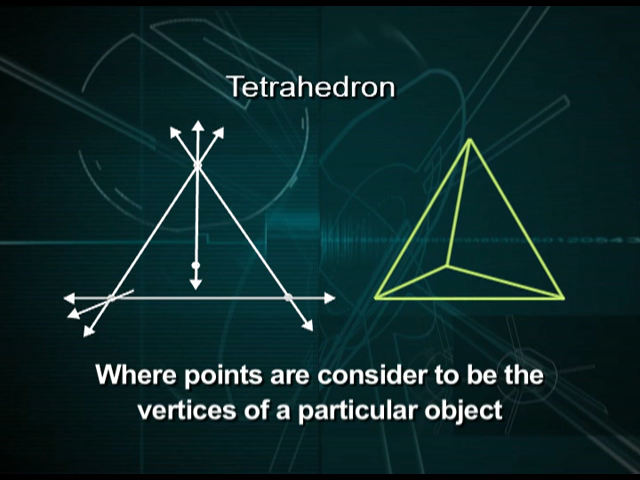 Tetrahedron
Where points are consider to be the
vertices of a particular object